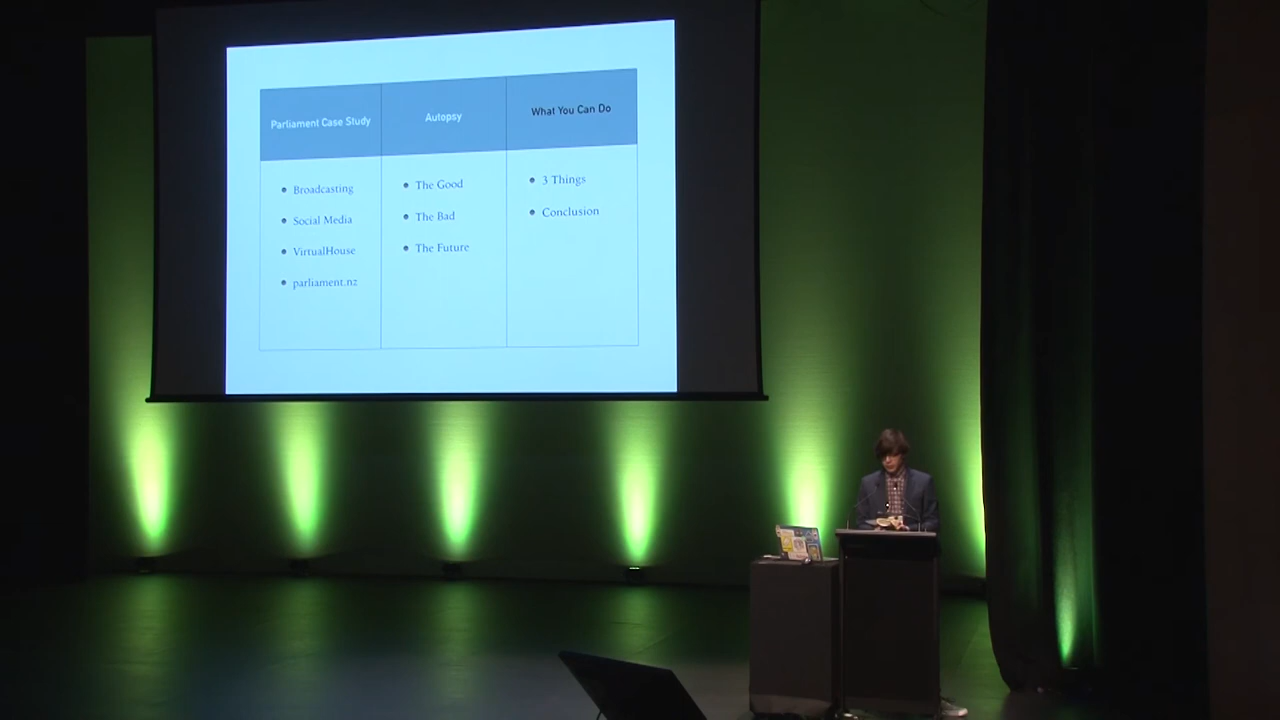 Parliament Case Study
Autopsy
What You Can Do
Broadcasting
Social Media
VirtualHouse
parliament.nz
The Good
The Bad
The Future
3 Things
Conclusion